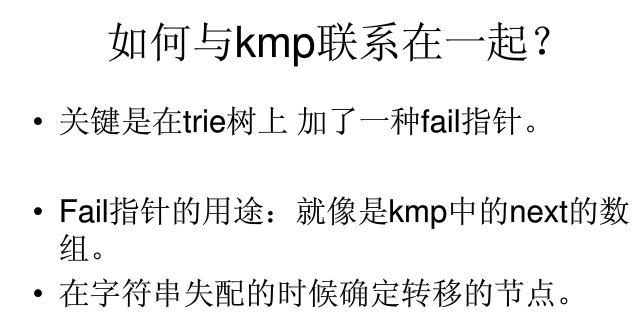 如何与kmp联系在一起？
• 关键是在trie树上 加了一种fail指针。
• Fail指针的用途：就像是kmp中的next的数
组。
• 在字符串失配的时候确定转移的节点。